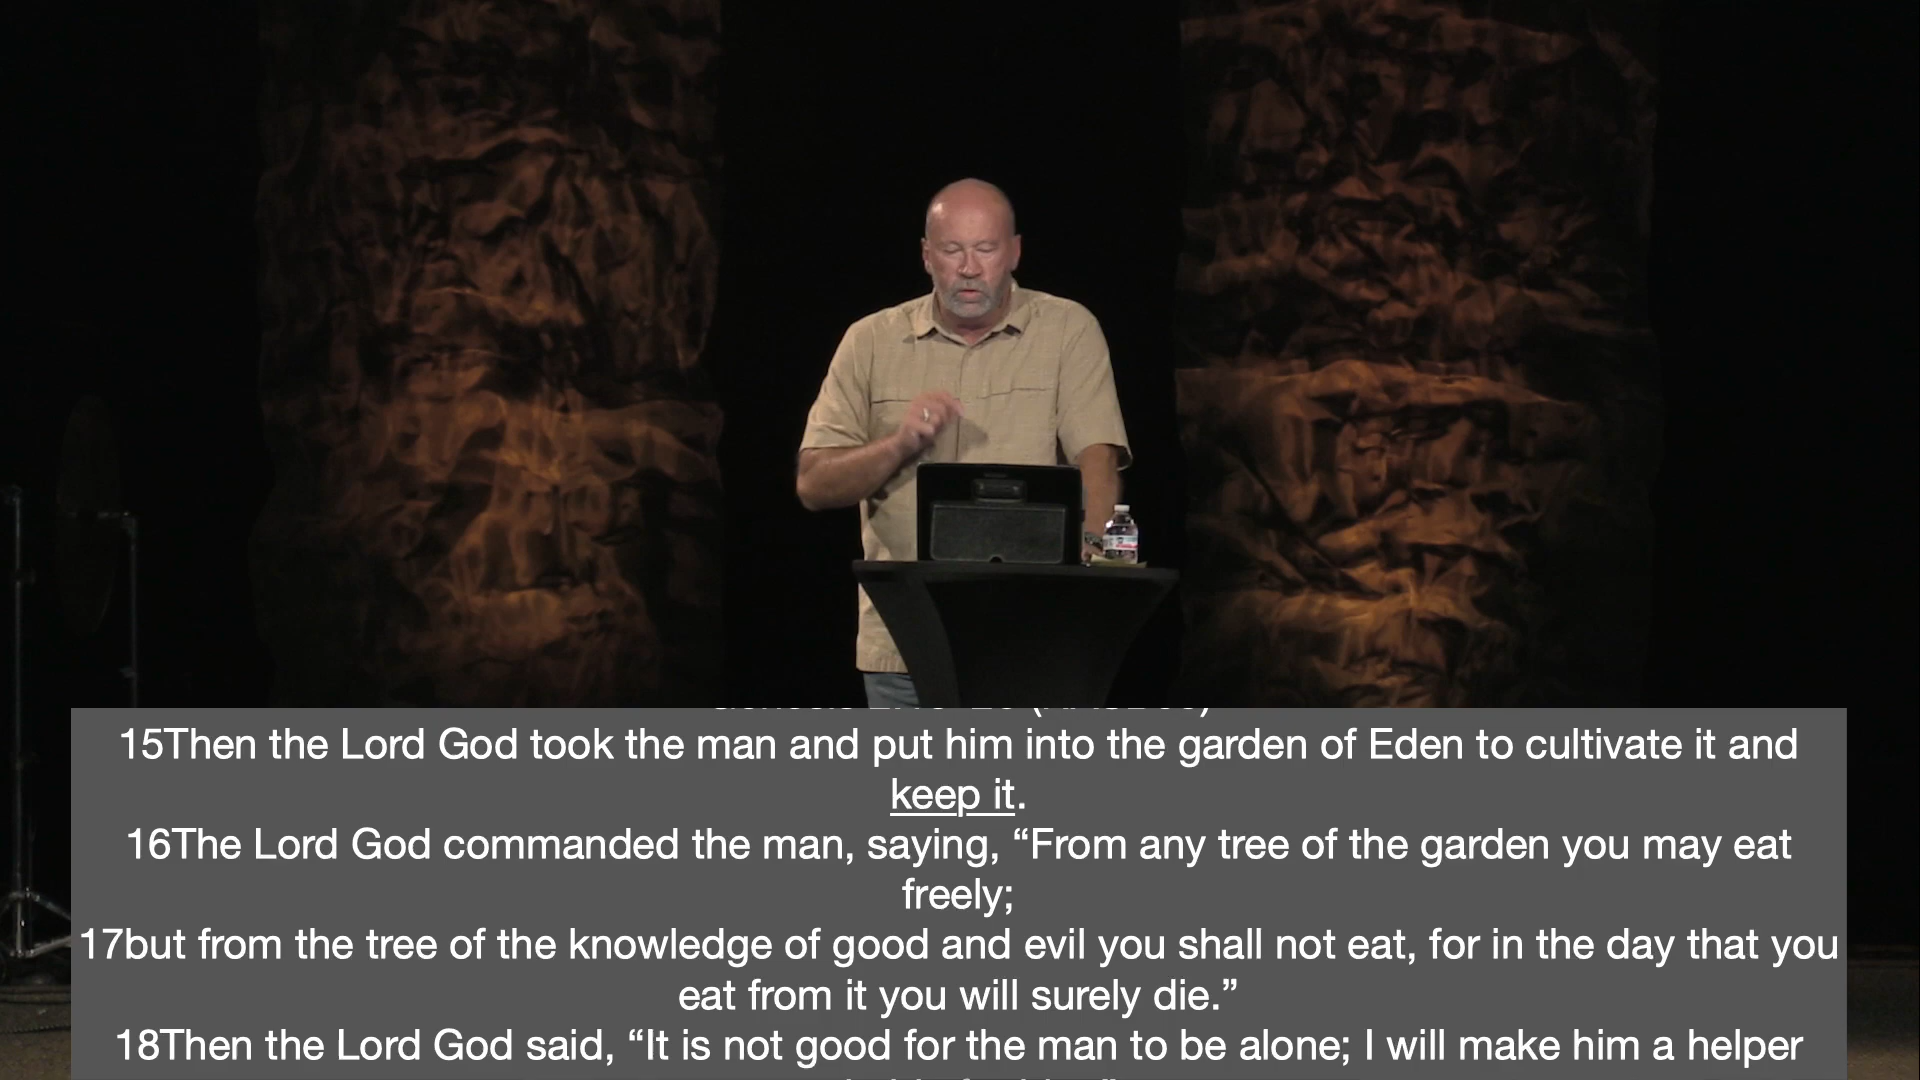 15Then the Lord God took the man and put him into the garden of Eden to cultivate it and
keep it.
16The Lord God commanded the man, saying, “From any tree of the garden you may eat
freely;
17but from the tree of the knowledge of good and evil you shall not eat, for in the day that you
eat from it you will surely die.”
18Then the Lord God said, “It is not good for the man to be alone; I will make him a helper